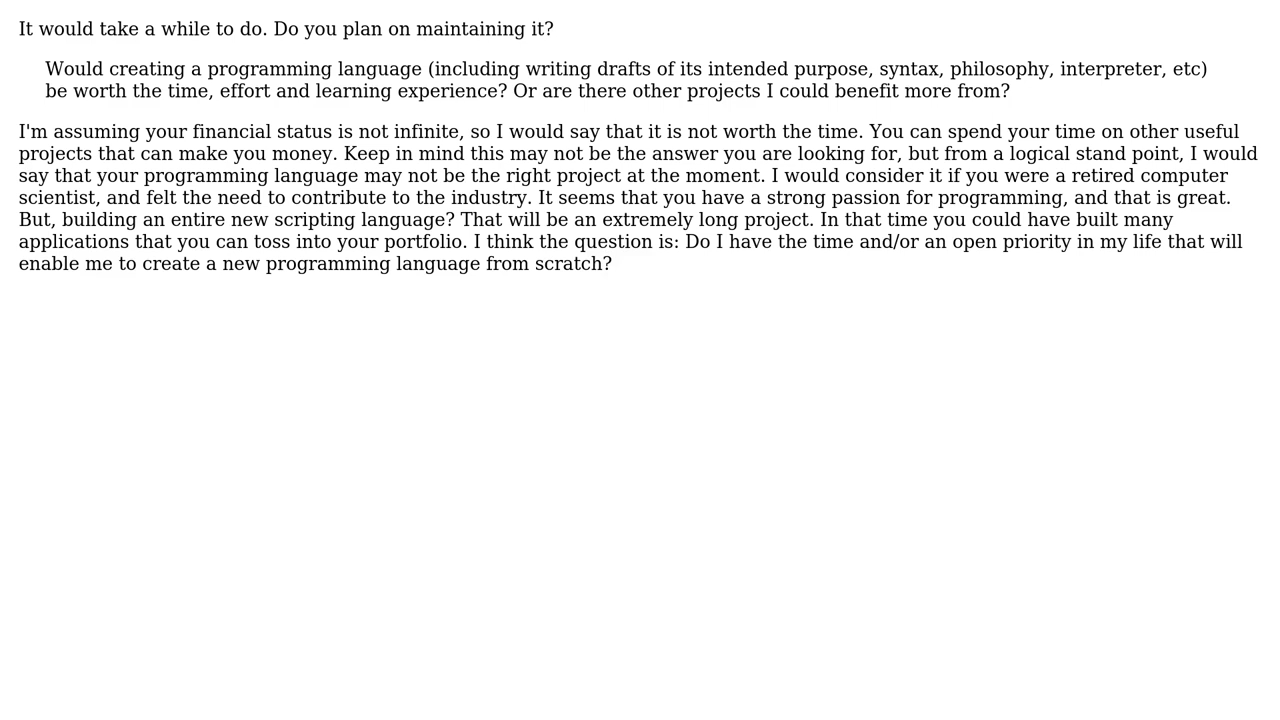 It would take a while to do. Do you plan on maintaining it?
Would creating a programming language (including writing drafts of its intended purpose, syntax, philosophy, interpreter, etc)
be worth the time, effort and learning experience? Or are there other projects I could benefit more from?
I'm assuming your financial status is not infinite, so I would say that it is not worth the time. You can spend your time on other useful
projects that can make you money. Keep in mind this may not be the answer you are looking for, but from a logical stand point, I would
say that your programming language may not be the right project at the moment. I would consider it if you were a retired computer
scientist, and felt the need to contribute to the industry. It seems that you have a strong passion for programming, and that is great.
But, building an entire new scripting language? That will be an extremely long project. In that time you could have built many
applications that you can toss into your portfolio. I think the question is: Do I have the time and/or an open priority in my life that will
enable me to create a new programming language from scratch?